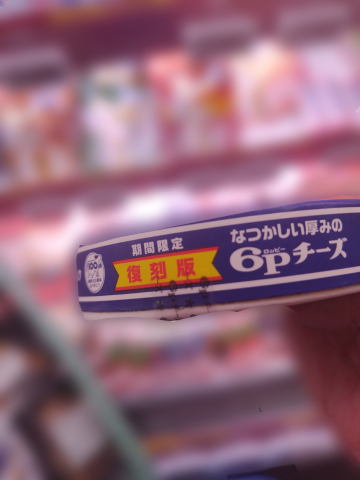 期間限定
復刻版
なつかしい厚みの
ロッピー
6pチーズ
100